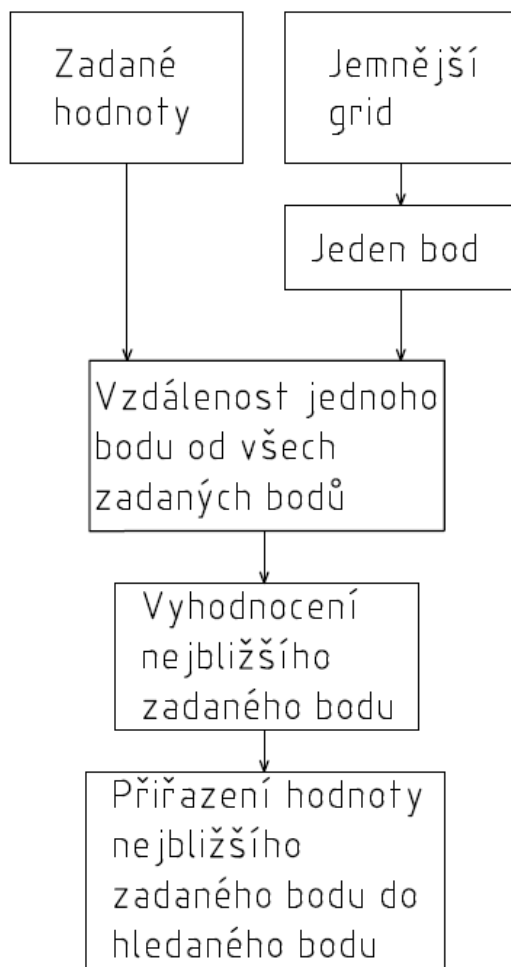 Zadané
hodnoty
Jemnější
grid
Jeden bod
Vzdálenost jednoho
bodu od všech
zadaných bodů
Vyhodnocení
nejbližšího
zadaného bodu
Přiřazení hodnoty
nejbližšího
zadaného bodu do
hledaného bodu